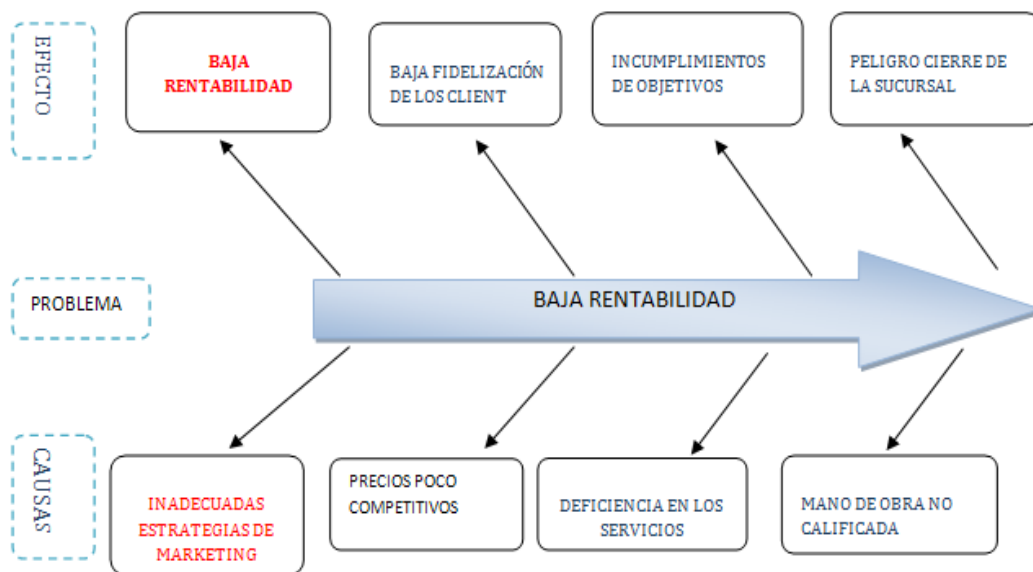 EFECTO
BAJA
RENTABILIDAD
BAJA FIDELIZACIÓN
DE LOS CLIENT
INCUMPLIMIENTOS
DE OBJETIVOS
PELIGRO CIERRE DE
LA SUCURSAL
PROBLEMA
BAJA RENTABILIDAD
CAUSAS
INADECUADAS
ESTRATEGIAS DE
MARKETING
PRECIOS POCO
COMPETITIVOS
DEFICIENCIA EN LOS
SERVICIOS
MANO DE OBRA NO
CALIFICADA